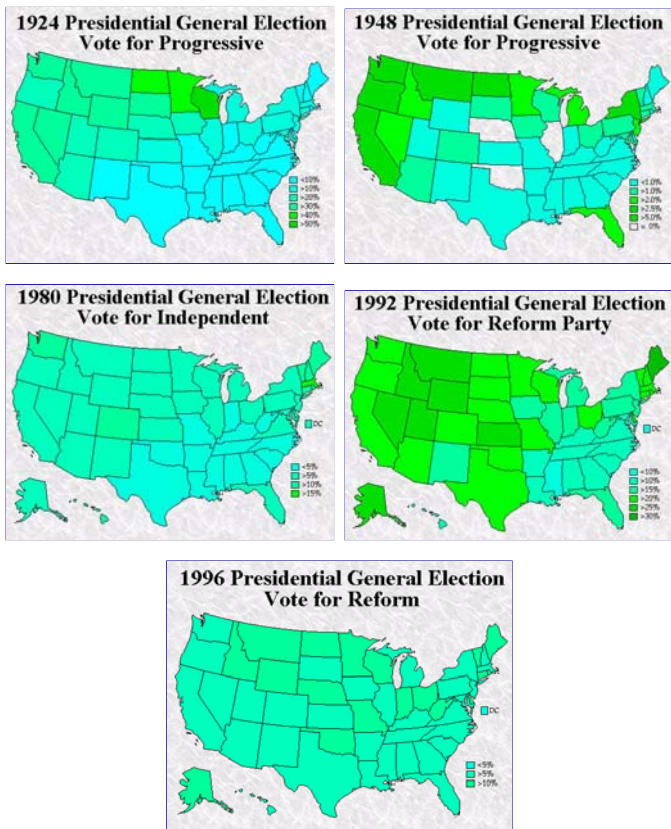 1924 Presidential General Election
Vote for Progressive
<10%
>10%
>20%
>30%
>40%
>50%
1948 Presidential General Election
Vote for Progressive
<1.0%
>1.0%
>2.0%
>2.5%
>5.0%
= 0%
1980 Presidential General Election
Vote for Independent
DC
<5%
>5%
>10%
>15%
1992 Presidential General Election
Vote for Reform Party
DC
<10%
>10%
>15%
>20%
>25%
>30%
1996 Presidential General Election
Vote for Reform
DC
<5%
>5%
>10%